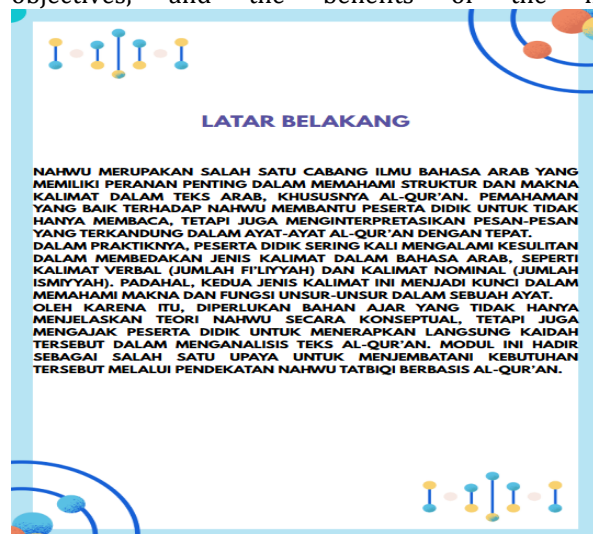 objectives, and the benefits of the
LATAR BELAKANG
NAHWU MERUPAKAN SALAH SATU CABANG ILMU BAHASA ARAB YANG
MEMILIKI PERANAN PENTING DALAM MEMAHAMI STRUKTUR DAN MAKNA
KALIMAT DALAM TEKS ARAB, KHUSUSNYA AL-QUR'AN. PEMAHAMAN
YANG BAIK TERHADAP NAHWU MEMBANTU PESERTA DIDIK UNTUK TIDAK
HANYA MEMBACA, TETAPI JUGA MENGINTERPRETASIKAN PESAN-PESAN
YANG TERKANDUNG DALAM AYAT-AYAT AL-QUR'AN DENGAN TEPAT.
DALAM PRAKTIKNYA, PESERTA DIDIK SERING KALI MENGALAMI KESULITAN
DALAM MEMBEDAKAN JENIS KALIMAT DALAM BAHASA ARAB, SEPERTI
KALIMAT VERBAL (JUMLAH FI'LIYYAH) DAN KALIMAT NOMINAL (JUMLAH
ISMIYYAH). PADAHAL, KEDUA JENIS KALIMAT INI MENJADI KUNCI DALAM
MEMAHAMI MAKNA DAN FUNGSI UNSUR-UNSUR DALAM SEBUAH AYAT.
OLEH KARENA ITU, DIPERLUKAN BAHAN AJAR YANG TIDAK HANYA
MENJELASKAN TEORI NAHWU SECARA KONSEPTUAL, TETAPI JUGA
MENGAJAK PESERTA DIDIK UNTUK MENERAPKAN LANGSUNG KAIDAH
TERSEBUT DALAM MENGANALISIS TEKS AL-QUR'AN. MODUL INI HADIR
SEBAGAI SALAH SATU UPAYA UNTUK MENJEMBATANI KEBUTUHAN
TERSEBUT MELALUI PENDEKATAN NAHWU TATBIQI BERBASIS AL-QUR'AN.